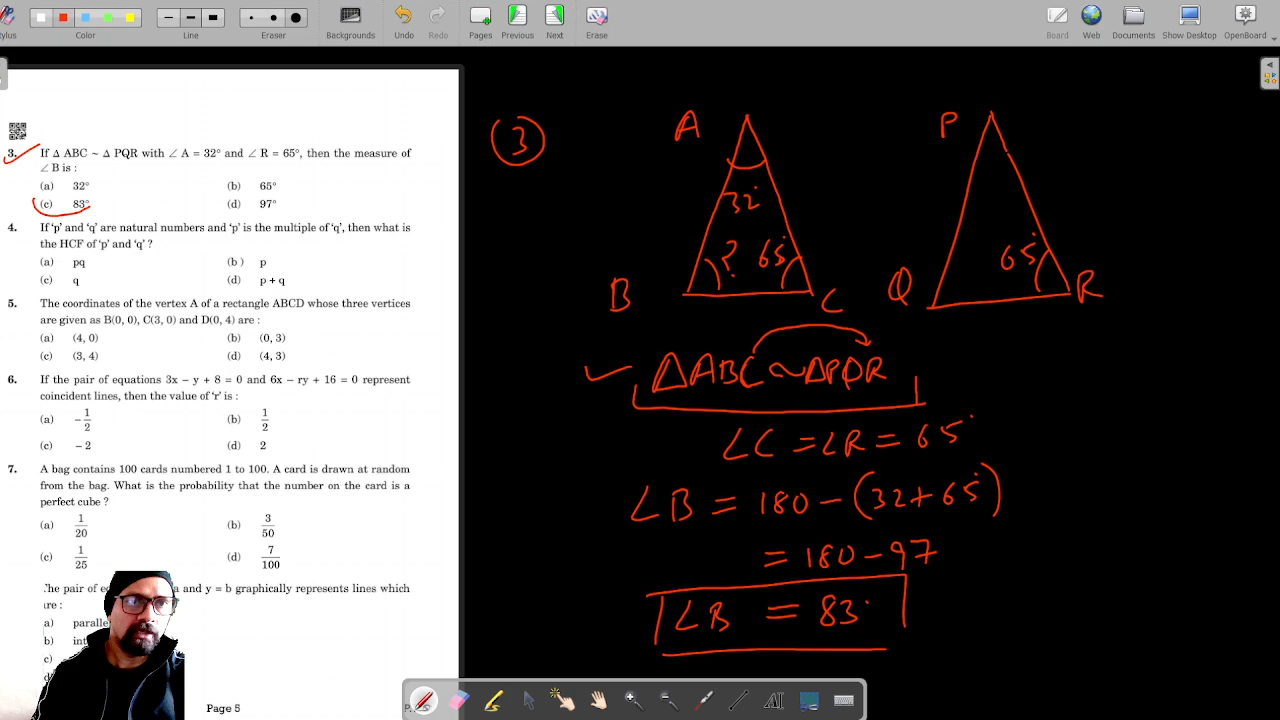 Stylus
Color
Line
Eraser
Backgrounds
Undo
Redo
Pages
Previous
Next
Erase
Board
Web
Documents
Show Desktop
OpenBoard
3. If Δ ABC ~ Δ PQR with ∠ A = 32° and ∠ R = 65°, then the measure of
∠ B is :
(a) 32° (b) 65°
(c) 83° (d) 97°
4. If 'p' and 'q' are natural numbers and 'p' is the multiple of 'q', then what is
the HCF of 'p' and 'q' ?
(a) pq (b ) p
(c) q (d) p + q
5. The coordinates of the vertex A of a rectangle ABCD whose three vertices
are given as B(0, 0), C(3, 0) and D(0, 4) are :
(a) (4, 0) (b) (0, 3)
(c) (3, 4) (d) (4, 3)
6. If the pair of equations 3x – y + 8 = 0 and 6x – ry + 16 = 0 represent
coincident lines, then the value of 'r' is :
(a) – 1/2 (b) 1/2
(c) – 2 (d) 2
7. A bag contains 100 cards numbered 1 to 100. A card is drawn at random
from the bag. What is the probability that the number on the card is a
perfect cube ?
(a) 1/20 (b) 3/50
(c) 1/25 (d) 7/100
The pair of a and y = b graphically represents lines which
are :
a)
b)
c)
Page 5
3
A
32°
? 65°
B C
P
65°
Q R
ΔABC ~ ΔPQR
∠C = ∠R = 65°
∠B = 180 – (32 + 65°)
= 180 – 97
∠B = 83°